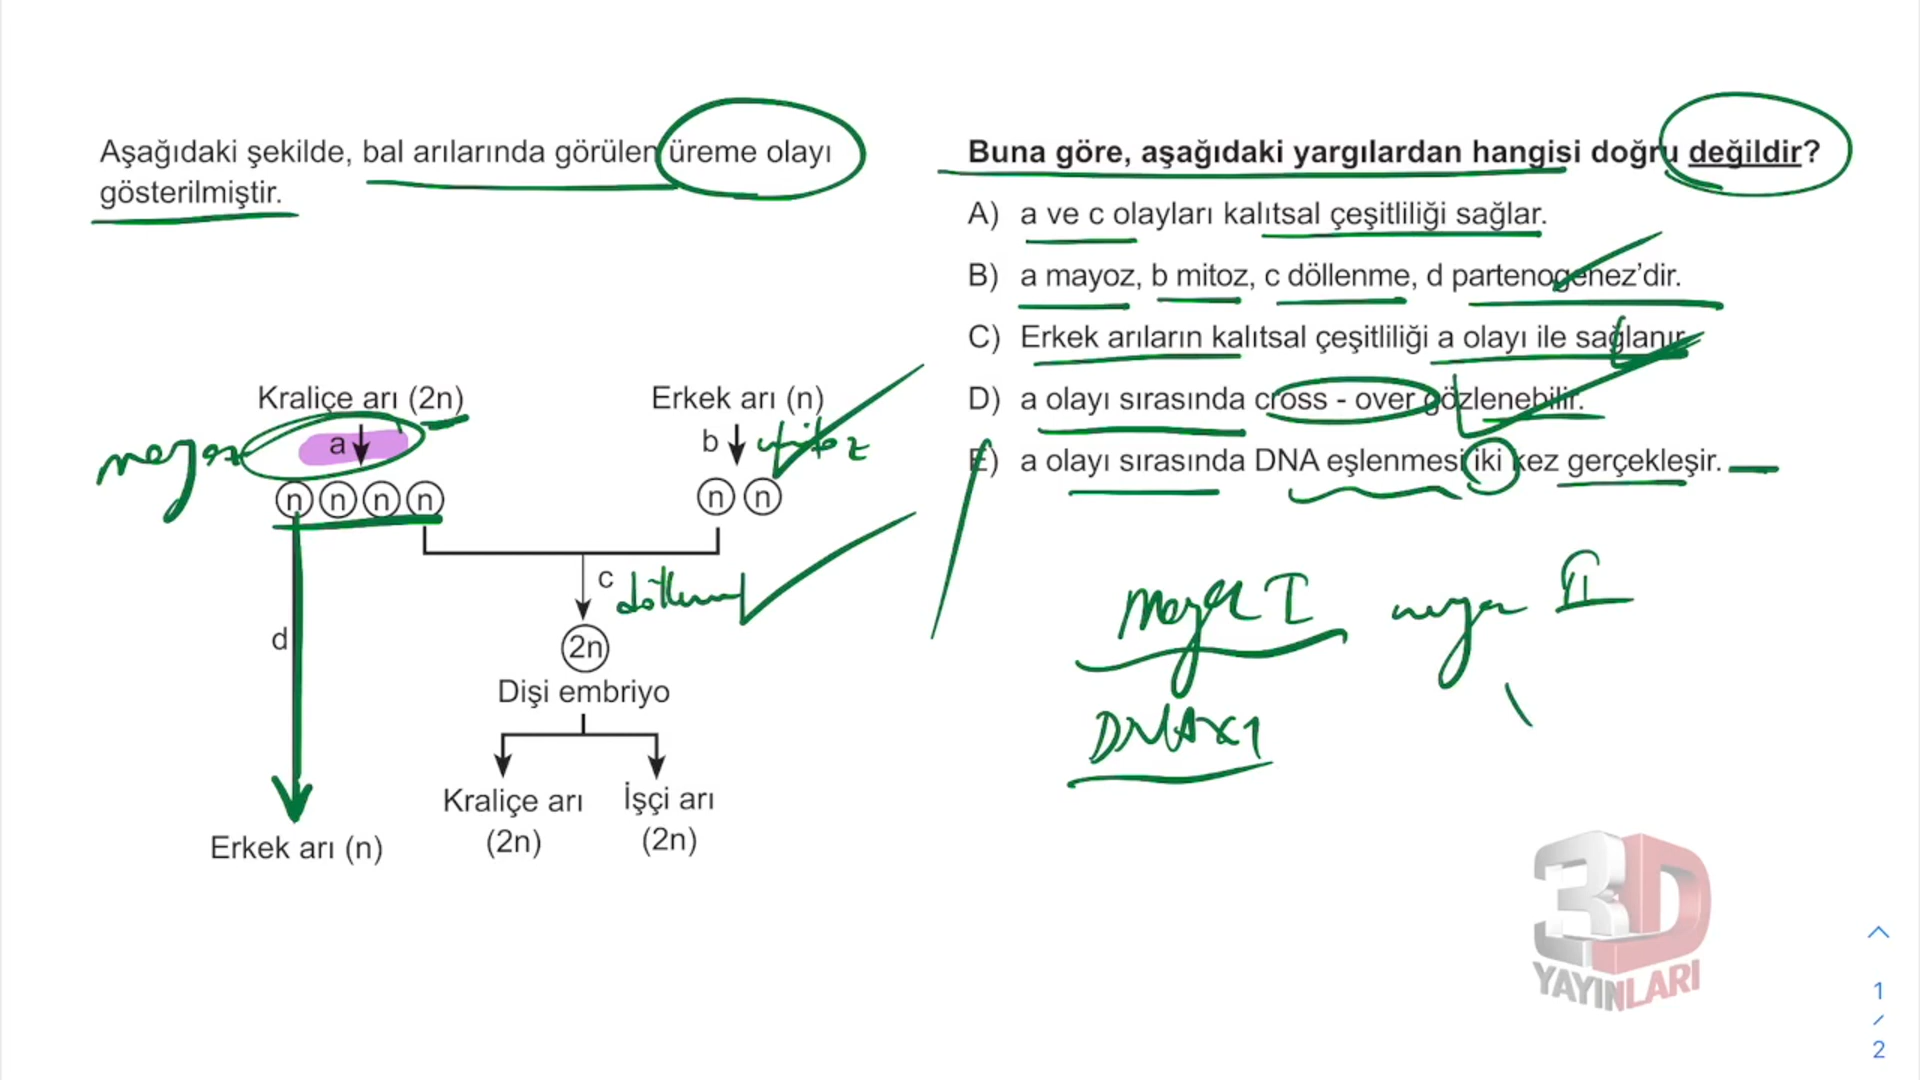 Aşağıdaki şekilde, bal arılarında görülen üreme olayı
gösterilmiştir.
Kraliçe arı (2n)
Erkek arı (n)
mayoz
a
b
mitoz
n n n n
n n
c
döllenme
d
2n
Dişi embriyo
Kraliçe arı
(2n)
İşçi arı
(2n)
Erkek arı (n)
Buna göre, aşağıdaki yargılardan hangisi doğru değildir?
A) a ve c olayları kalıtsal çeşitliliği sağlar.
B) a mayoz, b mitoz, c döllenme, d partenogenez’dir.
C) Erkek arıların kalıtsal çeşitliliği a olayı ile sağlanır.
D) a olayı sırasında cross - over gözlenebilir.
E) a olayı sırasında DNA eşlenmesi iki kez gerçekleşir.
mayoz I mayoz II
DNA x 1
3D
YAYINLARI
1
/
2